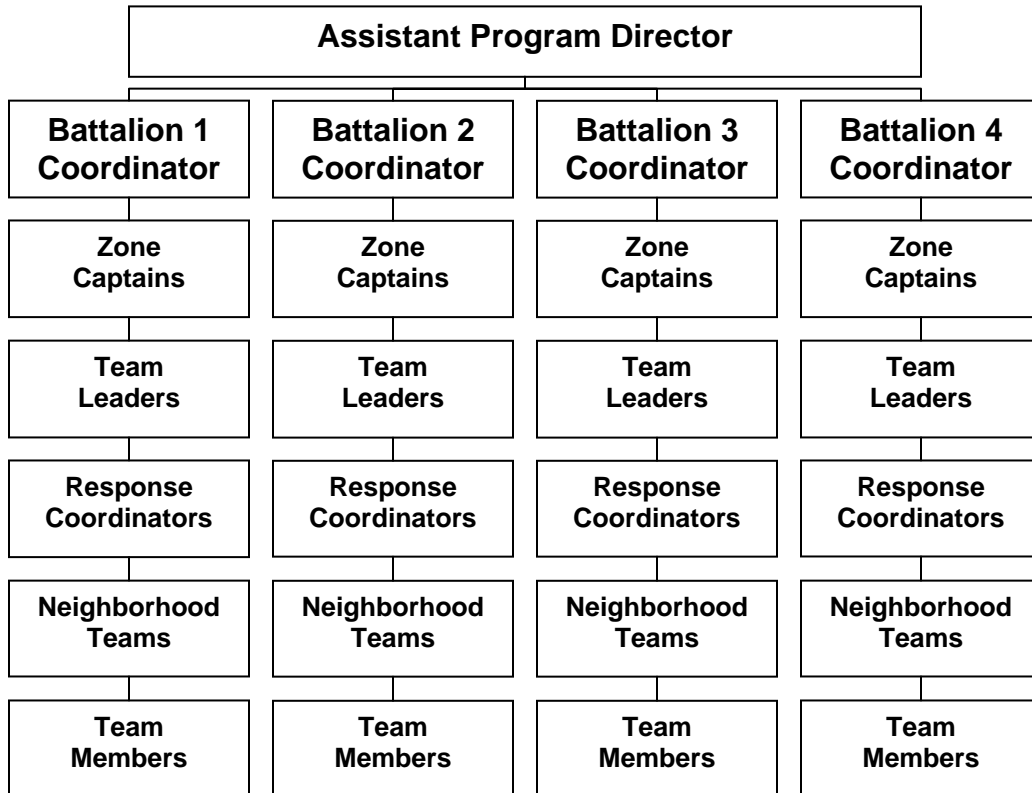 Assistant Program Director
Battalion 1
Coordinator
Battalion 2
Coordinator
Battalion 3
Coordinator
Battalion 4
Coordinator
Zone
Captains
Zone
Captains
Zone
Captains
Zone
Captains
Team
Leaders
Team
Leaders
Team
Leaders
Team
Leaders
Response
Coordinators
Response
Coordinators
Response
Coordinators
Response
Coordinators
Neighborhood
Teams
Neighborhood
Teams
Neighborhood
Teams
Neighborhood
Teams
Team
Members
Team
Members
Team
Members
Team
Members